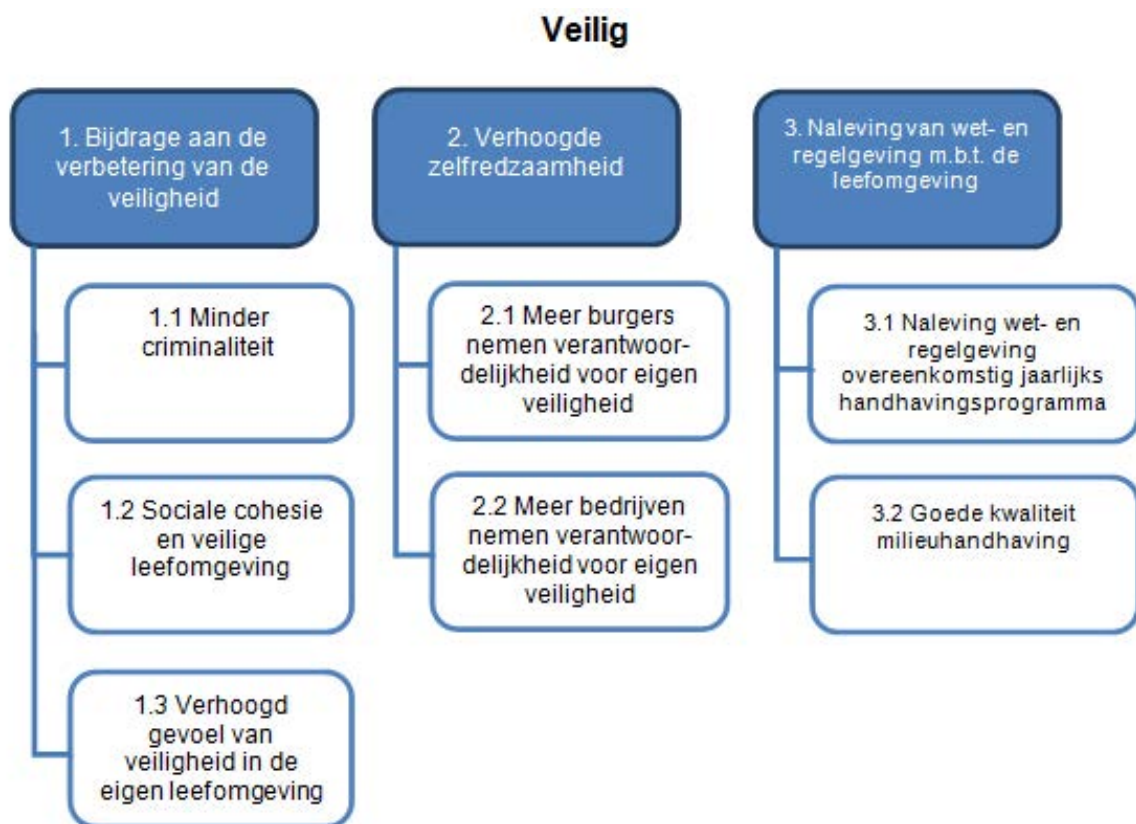 Veilig
1. Bijdrage aan de
verbetering van de
veiligheid
1.1 Minder
criminaliteit
1.2 Sociale cohesie
en veilige
leefomgeving
1.3 Verhoogd
gevoel van
veiligheid in de
eigen leefomgeving
2. Verhoogde
zelfredzaamheid
2.1 Meer burgers
nemen verantwoor-
delijkheid voor eigen
veiligheid
2.2 Meer bedrijven
nemen verantwoor-
delijkheid voor eigen
veiligheid
3. Naleving van wet- en
regelgeving m.b.t. de
leefomgeving
3.1 Naleving wet- en
regelgeving
overeenkomstig jaarlijks
handhavingsprogramma
3.2 Goede kwaliteit
milieuhandhaving